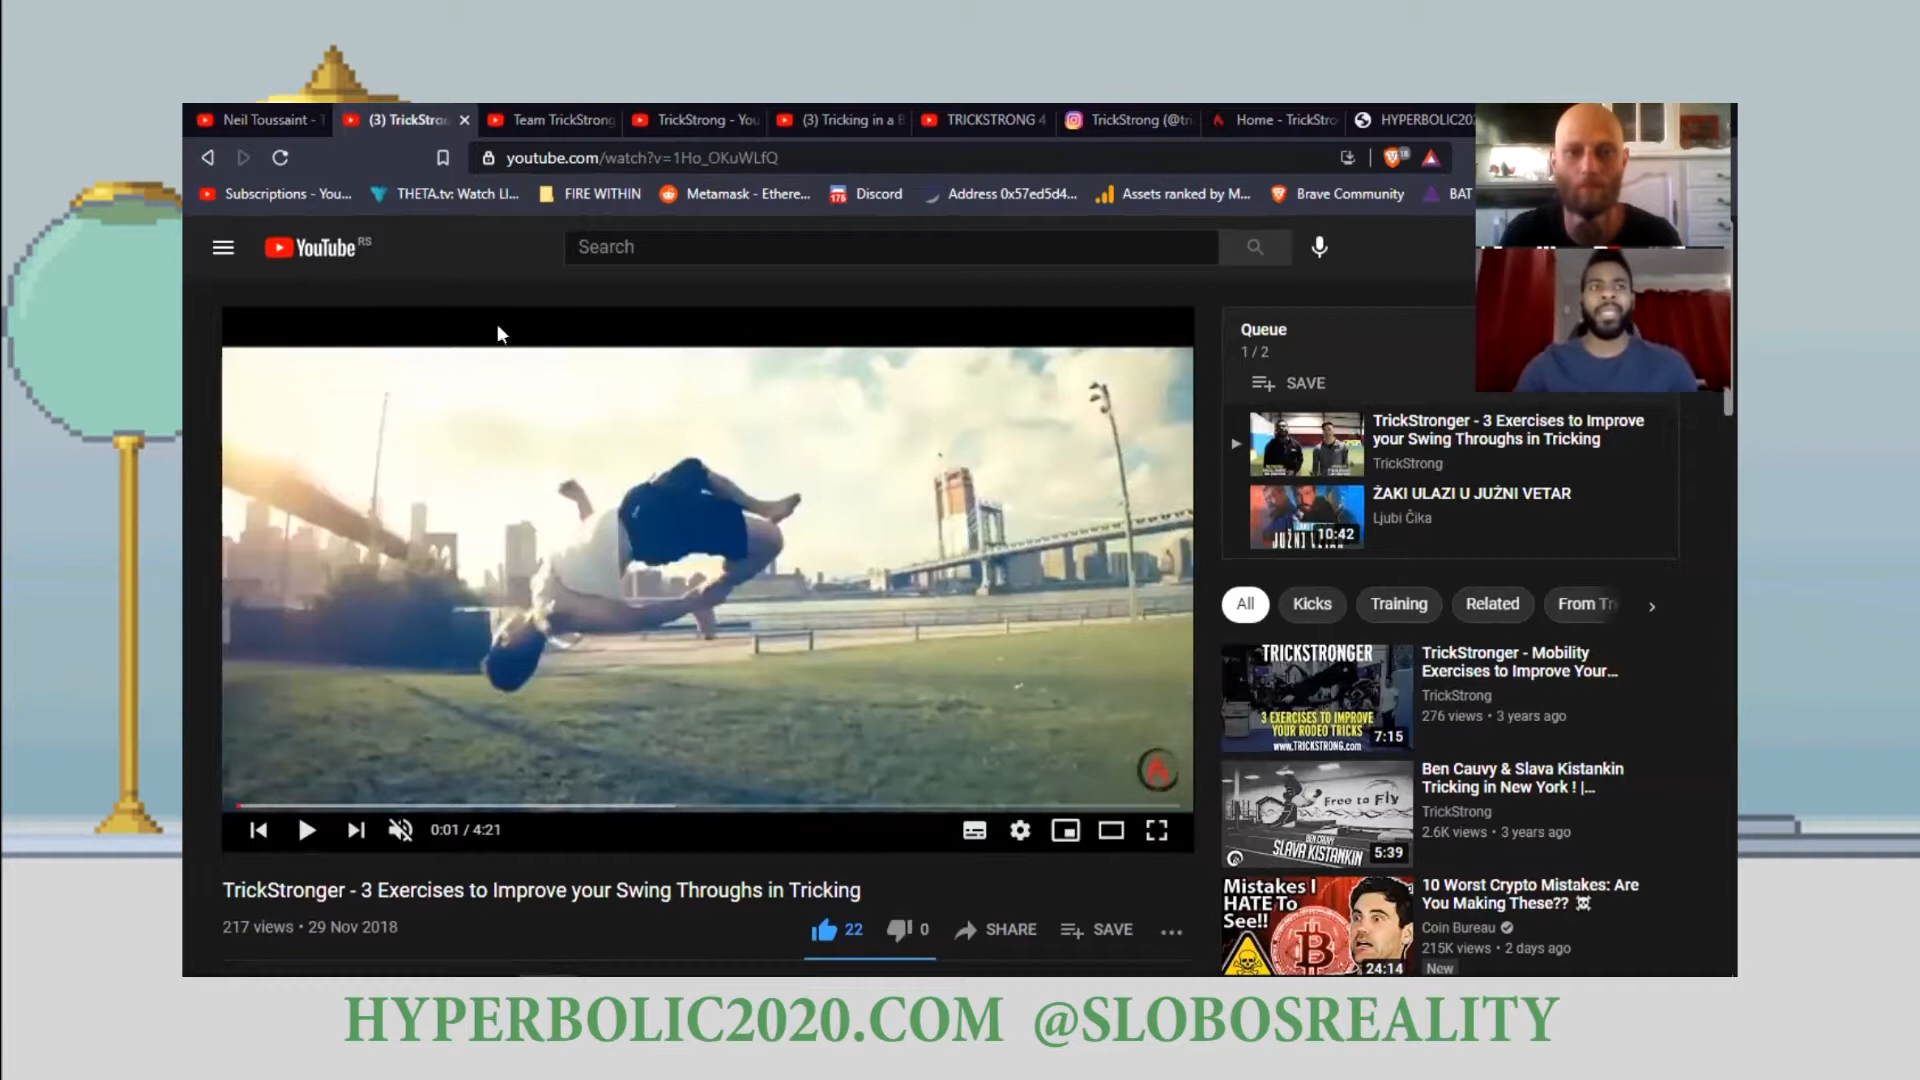 Neil Toussaint -
(3) TrickStro
Team TrickStrong
TrickStrong - You
(3) Tricking in a B
TRICKSTRONG 4
TrickStrong (@tri
Home - TrickStro
HYPERBOLIC202
youtube.com/watch?v=1Ho_OKuWLfQ
18
Subscriptions - You...
THETA.tv: Watch LI...
FIRE WITHIN
Metamask - Ethere...
175
Discord
Address 0x57ed5d4...
Assets ranked by M...
Brave Community
BAT
YouTube RS
Search
Queue
1 / 2
SAVE
TrickStronger - 3 Exercises to Improve
your Swing Throughs in Tricking
TrickStrong
ŽAKI ULAZI U JUŽNI VETAR
Ljubi Čika
10:42
All
Kicks
Training
Related
From Tr
TRICKSTRONGER
3 EXERCISES TO IMPROVE
YOUR RODEO TRICKS
www.TRICKSTRONG.com
7:15
TrickStronger - Mobility
Exercises to Improve Your...
TrickStrong
276 views • 3 years ago
Free to Fly
BEN CAUVY
SLAVA KISTANKIN
5:39
Ben Cauvy & Slava Kistankin
Tricking in New York ! |...
TrickStrong
2.6K views • 3 years ago
Mistakes I
HATE To
See!!
24:14
10 Worst Crypto Mistakes: Are
You Making These?? ☠
Coin Bureau
215K views • 2 days ago
New
0:01 / 4:21
TrickStronger - 3 Exercises to Improve your Swing Throughs in Tricking
217 views • 29 Nov 2018
22
0
SHARE
SAVE
HYPERBOLIC2020.COM @SLOBOSREALITY